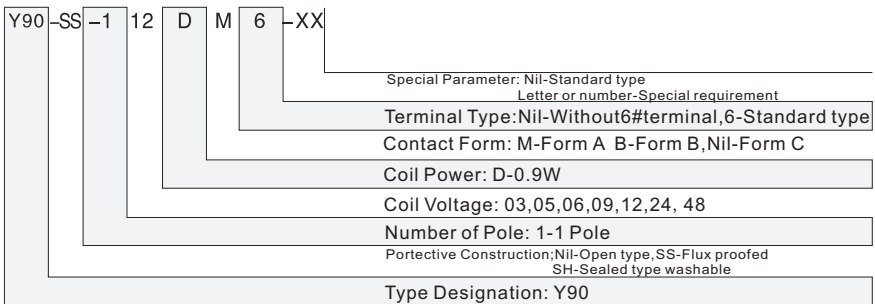 Y90 -SS -1 12 D M 6 -XX
Special Parameter: Nil-Standard type
Letter or number-Special requirement
Terminal Type:Nil-Without6#terminal,6-Standard type
Contact Form: M-Form A B-Form B,Nil-Form C
Coil Power: D-0.9W
Coil Voltage: 03,05,06,09,12,24, 48
Number of Pole: 1-1 Pole
Portective Construction;Nil-Open type,SS-Flux proofed
SH-Sealed type washable
Type Designation: Y90